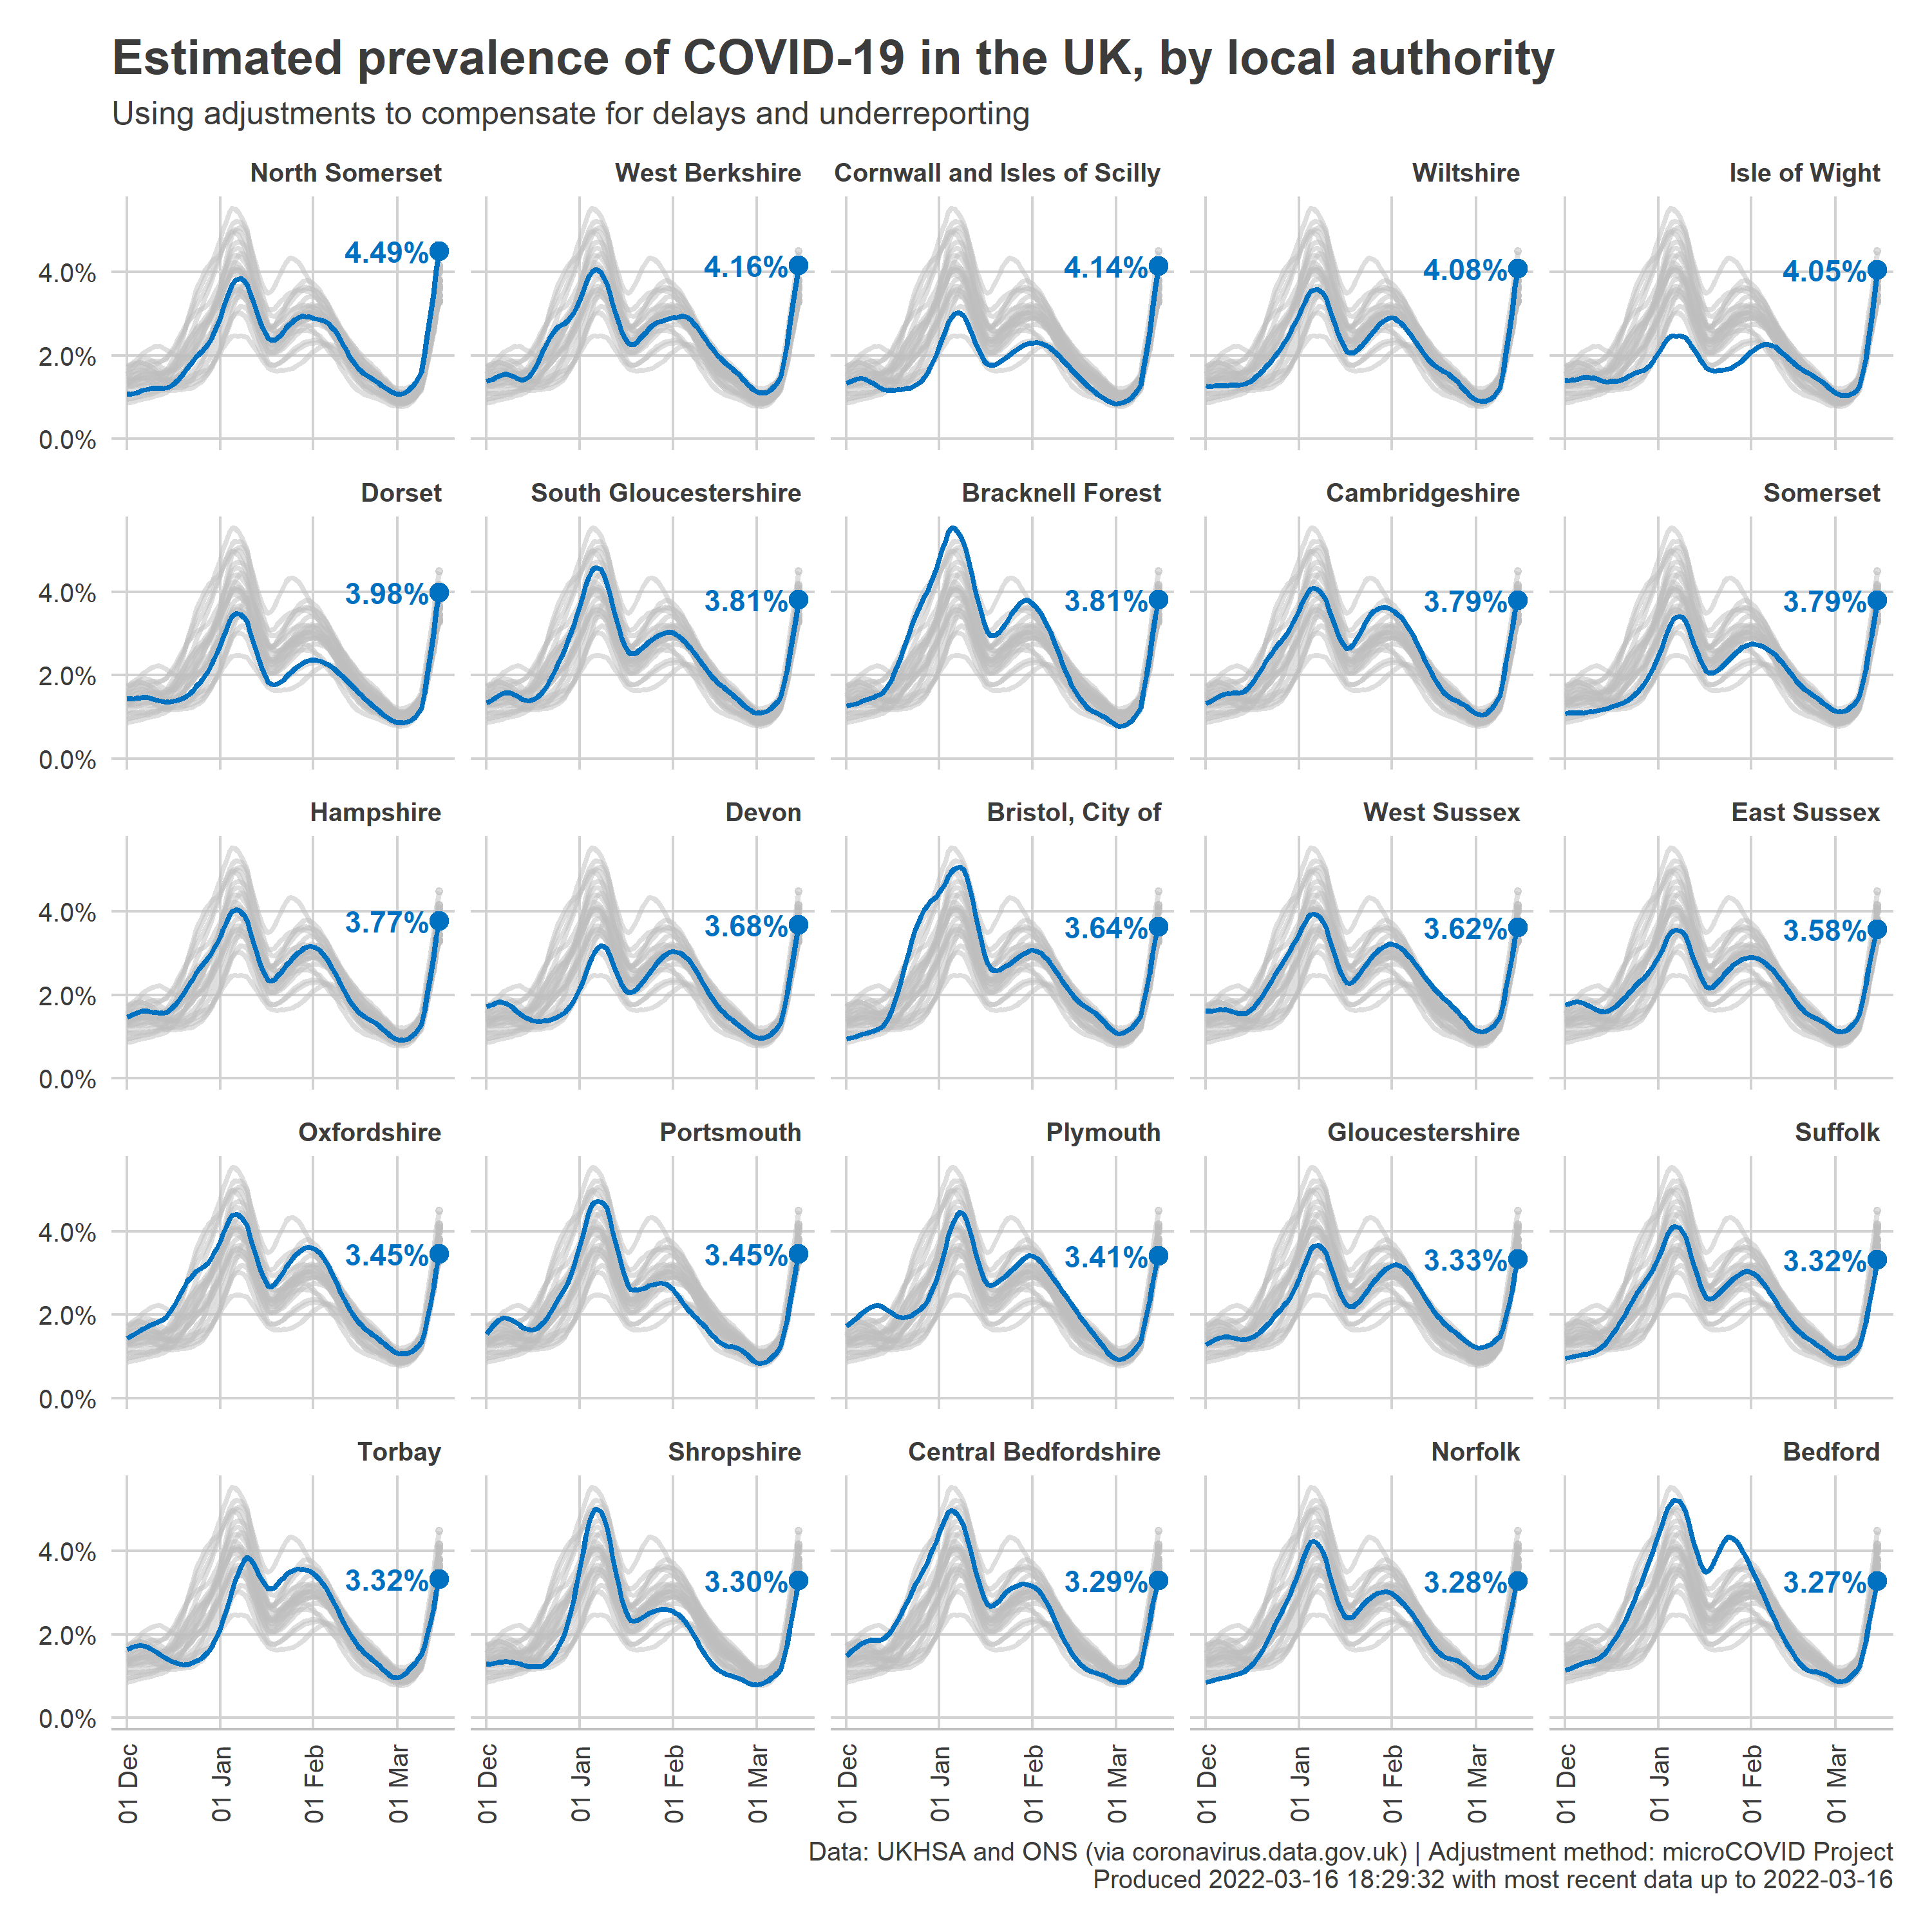 Estimated prevalence of COVID-19 in the UK, by local authority
Using adjustments to compensate for delays and underreporting
North Somerset
West Berkshire
Cornwall and Isles of Scilly
Wiltshire
Isle of Wight
4.49%
4.16%
4.14%
4.08%
4.05%
4.0%
2.0%
0.0%
Dorset
South Gloucestershire
Bracknell Forest
Cambridgeshire
Somerset
3.98%
3.81%
3.81%
3.79%
3.79%
4.0%
2.0%
0.0%
Hampshire
Devon
Bristol, City of
West Sussex
East Sussex
3.77%
3.68%
3.64%
3.62%
3.58%
4.0%
2.0%
0.0%
Oxfordshire
Portsmouth
Plymouth
Gloucestershire
Suffolk
3.45%
3.45%
3.41%
3.33%
3.32%
4.0%
2.0%
0.0%
Torbay
Shropshire
Central Bedfordshire
Norfolk
Bedford
3.32%
3.30%
3.29%
3.28%
3.27%
4.0%
2.0%
0.0%
01 Dec
01 Jan
01 Feb
01 Mar
01 Dec
01 Jan
01 Feb
01 Mar
01 Dec
01 Jan
01 Feb
01 Mar
01 Dec
01 Jan
01 Feb
01 Mar
01 Dec
01 Jan
01 Feb
01 Mar
Data: UKHSA and ONS (via coronavirus.data.gov.uk) | Adjustment method: microCOVID Project
Produced 2022-03-16 18:29:32 with most recent data up to 2022-03-16